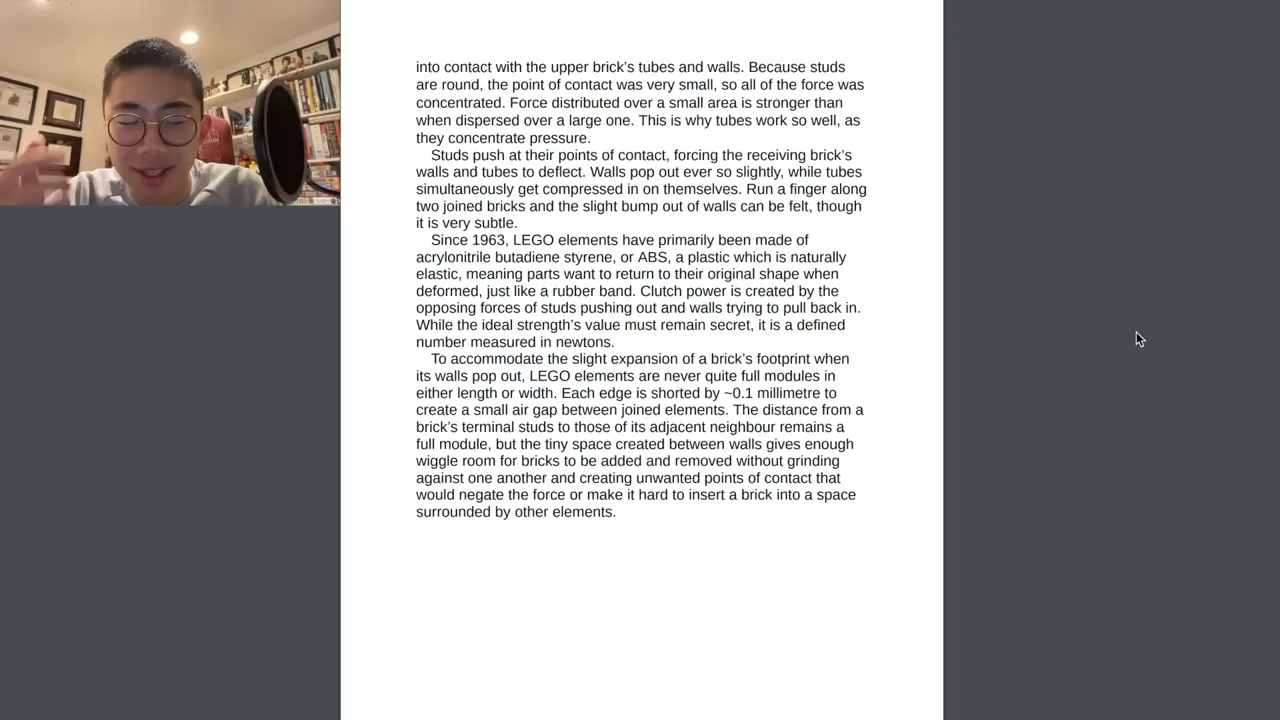 into contact with the upper brick’s tubes and walls. Because studs
are round, the point of contact was very small, so all of the force was
concentrated. Force distributed over a small area is stronger than
when dispersed over a large one. This is why tubes work so well, as
they concentrate pressure.
Studs push at their points of contact, forcing the receiving brick’s
walls and tubes to deflect. Walls pop out ever so slightly, while tubes
simultaneously get compressed in on themselves. Run a finger along
two joined bricks and the slight bump out of walls can be felt, though
it is very subtle.
Since 1963, LEGO elements have primarily been made of
acrylonitrile butadiene styrene, or ABS, a plastic which is naturally
elastic, meaning parts want to return to their original shape when
deformed, just like a rubber band. Clutch power is created by the
opposing forces of studs pushing out and walls trying to pull back in.
While the ideal strength’s value must remain secret, it is a defined
number measured in newtons.
To accommodate the slight expansion of a brick’s footprint when
its walls pop out, LEGO elements are never quite full modules in
either length or width. Each edge is shorted by ~0.1 millimetre to
create a small air gap between joined elements. The distance from a
brick’s terminal studs to those of its adjacent neighbour remains a
full module, but the tiny space created between walls gives enough
wiggle room for bricks to be added and removed without grinding
against one another and creating unwanted points of contact that
would negate the force or make it hard to insert a brick into a space
surrounded by other elements.